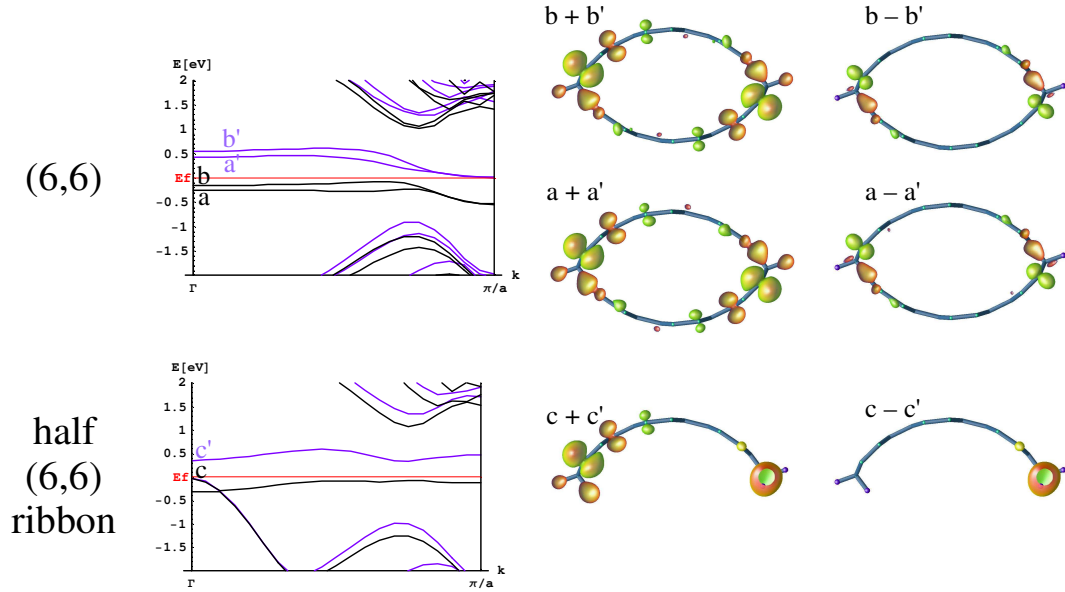 (6,6)
E[eV]
2
1.5
1
0.5
Ef
-0.5
-1
-1.5
b'
a'
b
a
Γ
π/a
k
b + b'
b – b'
a + a'
a – a'
half
(6,6)
ribbon
E[eV]
2
1.5
1
0.5
Ef
-0.5
-1
-1.5
c'
c
Γ
π/a
k
c + c'
c – c'